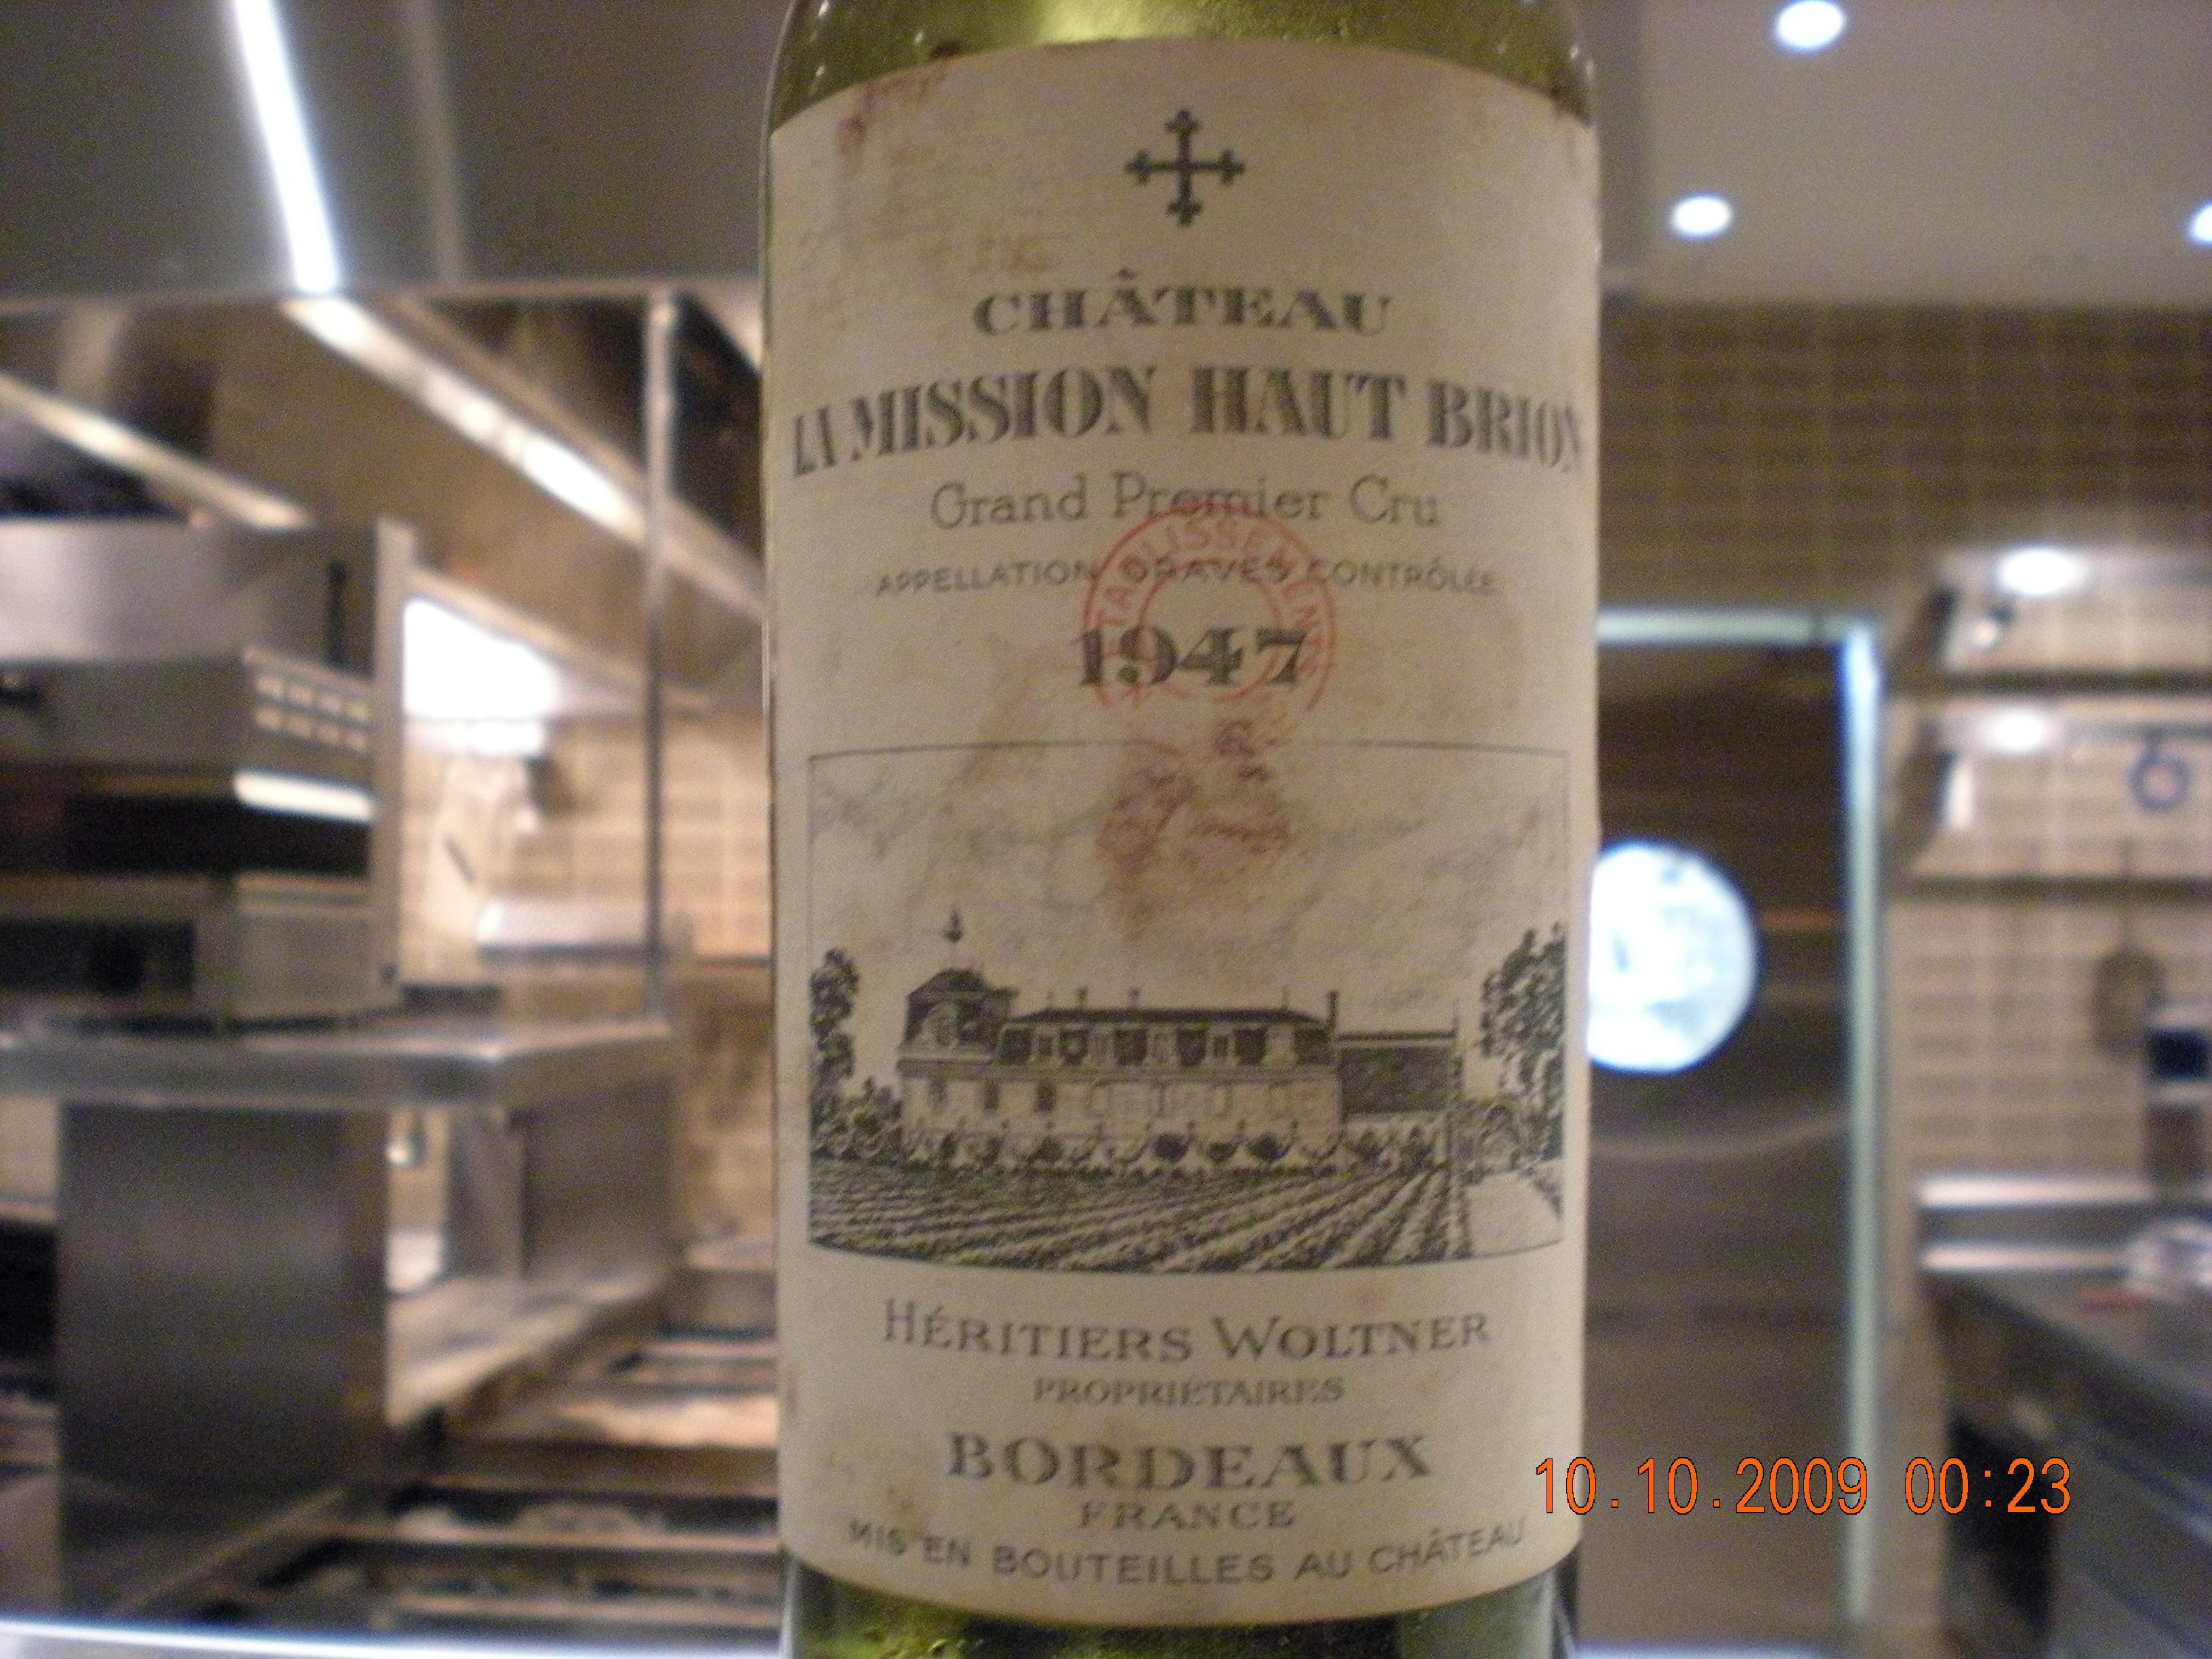 CHÂTEAU
LA MISSION HAUT BRION
Grand Premier Cru
APPELLATION GRAVES CONTRÔLÉE
ETABLISSEMENTS
1947
HÉRITIERS WOLTNER
PROPRIÉTAIRES
BORDEAUX
FRANCE
MIS EN BOUTEILLES AU CHÂTEAU
10.10.2009 00:23